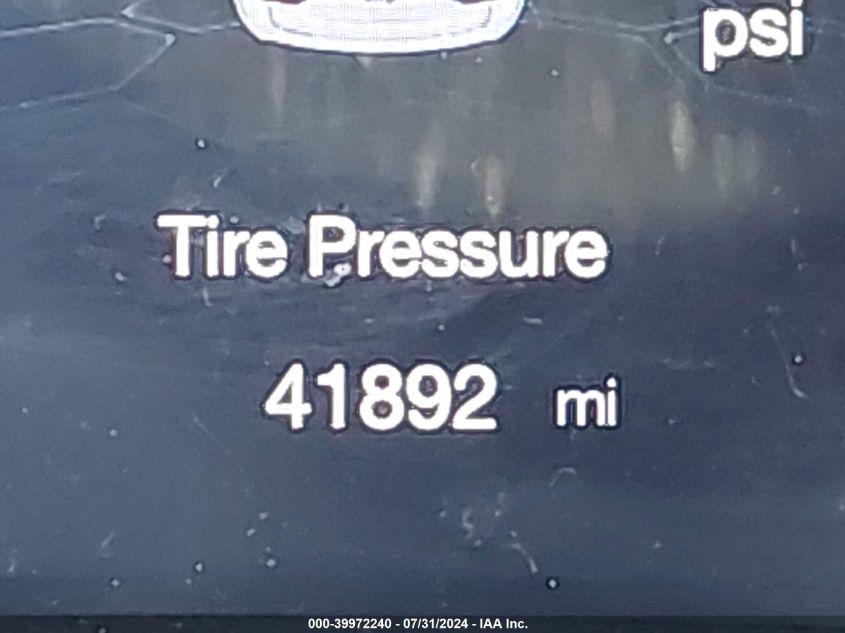 psi
Tire Pressure
41892 mi
000-39972240 - 07/31/2024 - IAA Inc.